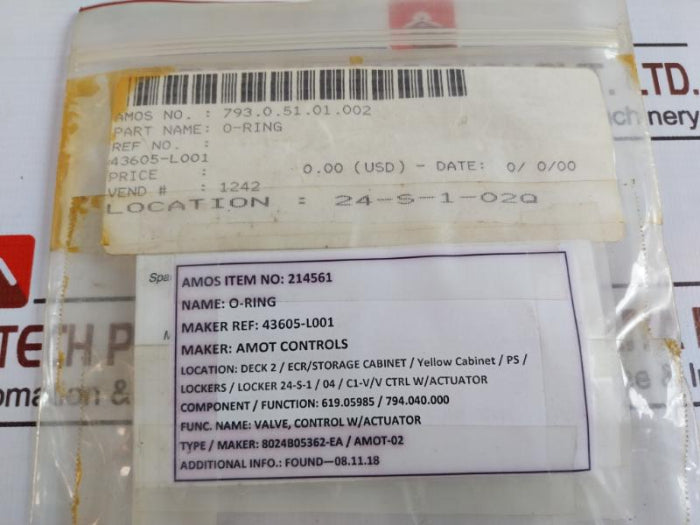 LTD.
chinery
AMOS NO. : 793.0.51.01.002
PART NAME: O-RING
REF NO. :
43605-L001
PRICE : 0.00 (USD) - DATE: 0/ 0/00
VEND # : 1242
LOCATION : 24-S-1-02Q
Spa
AMOS ITEM NO: 214561
NAME: O-RING
MAKER REF: 43605-L001
MAKER: AMOT CONTROLS
LOCATION: DECK 2 / ECR/STORAGE CABINET / Yellow Cabinet / PS /
LOCKERS / LOCKER 24-S-1 / 04 / C1-V/V CTRL W/ACTUATOR
COMPONENT / FUNCTION: 619.05985 / 794.040.000
FUNC. NAME: VALVE, CONTROL W/ACTUATOR
TYPE / MAKER: 8024B05362-EA / AMOT-02
ADDITIONAL INFO.: FOUND—08.11.18
TECH P
omation &